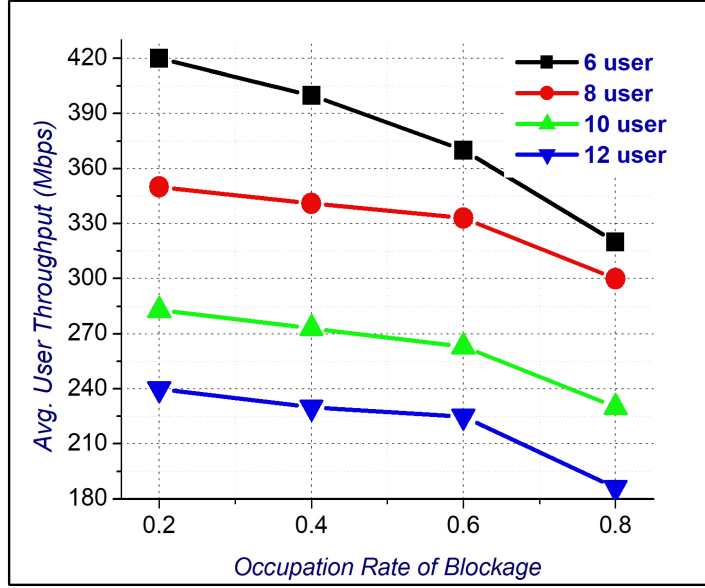 420
390
360
330
300
270
240
210
180
Avg. User Throughput (Mbps)
6 user
8 user
10 user
12 user
0.2 0.4 0.6 0.8
Occupation Rate of Blockage